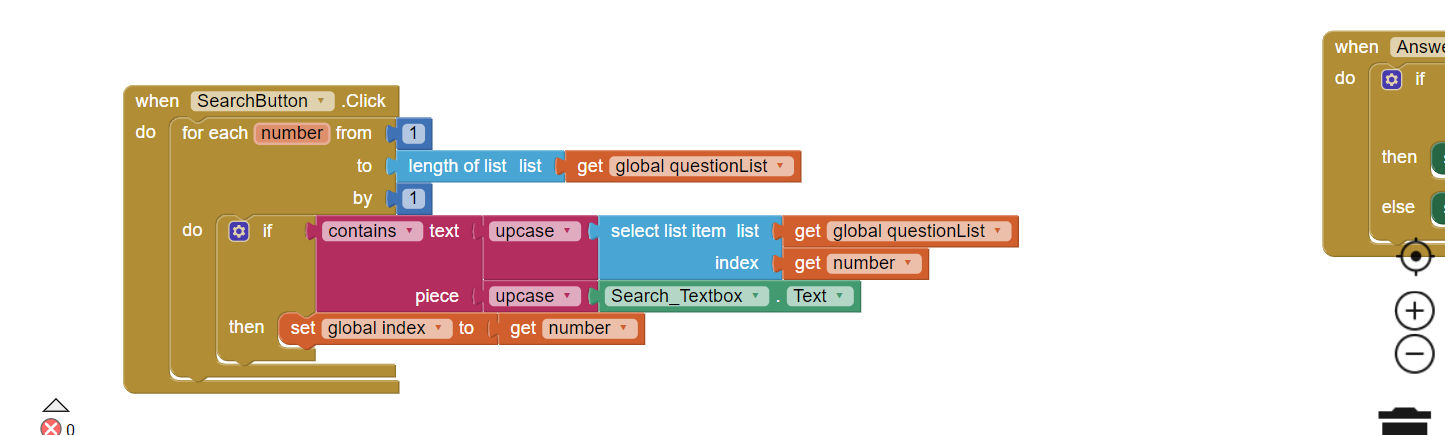 when Answe
when SearchButton .Click
do if
do for each number from 1
to length of list list get global questionList
then
by 1
else
do if contains text upcase select list item list get global questionList
index get number
piece upcase Search_Textbox . Text
then set global index to get number
0